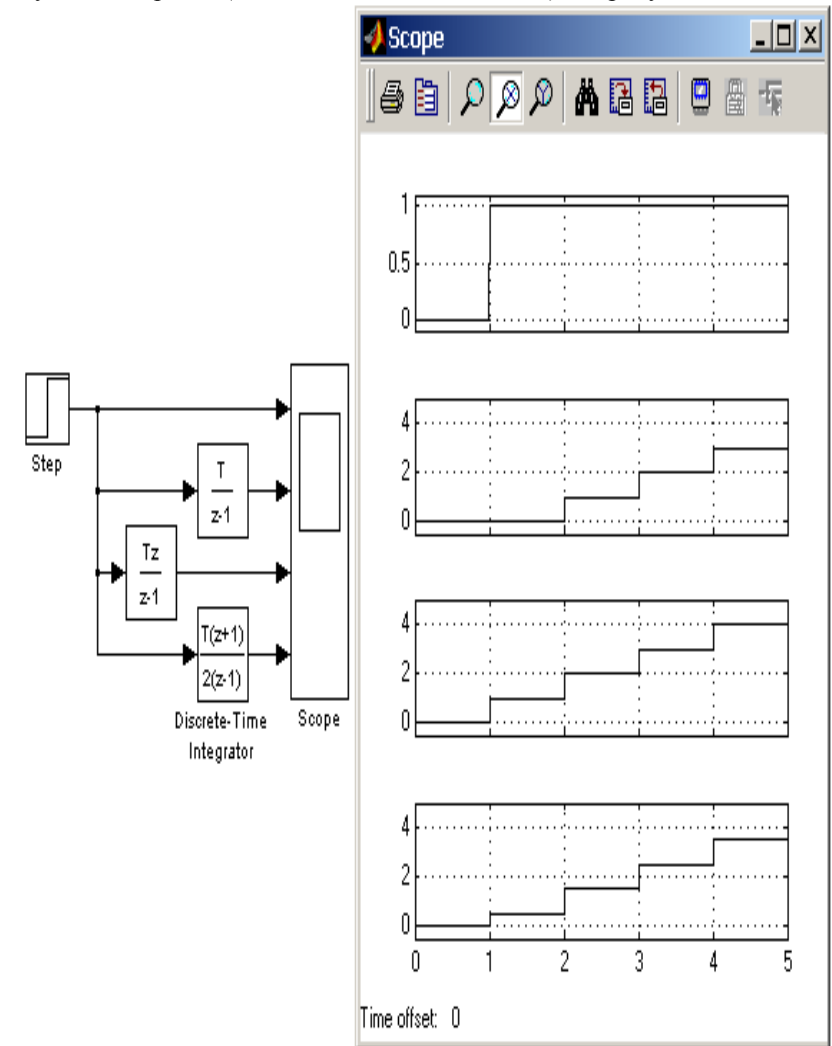 Scope
1
0.5
0
4
2
0
4
2
0
4
2
0
0 1 2 3 4 5
Time offset: 0
Step
T
z-1
Tz
z-1
T(z+1)
2(z-1)
Discrete-Time
Integrator
Scope